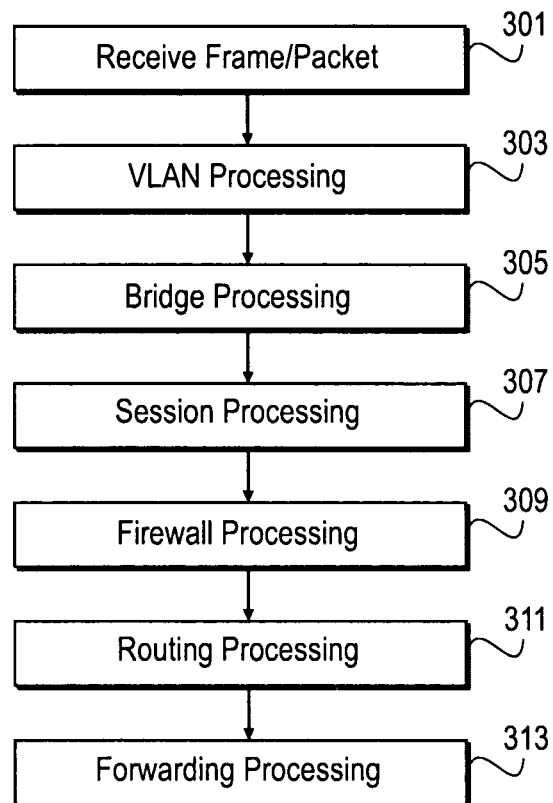 301
Receive Frame/Packet
303
VLAN Processing
305
Bridge Processing
307
Session Processing
309
Firewall Processing
311
Routing Processing
313
Forwarding Processing